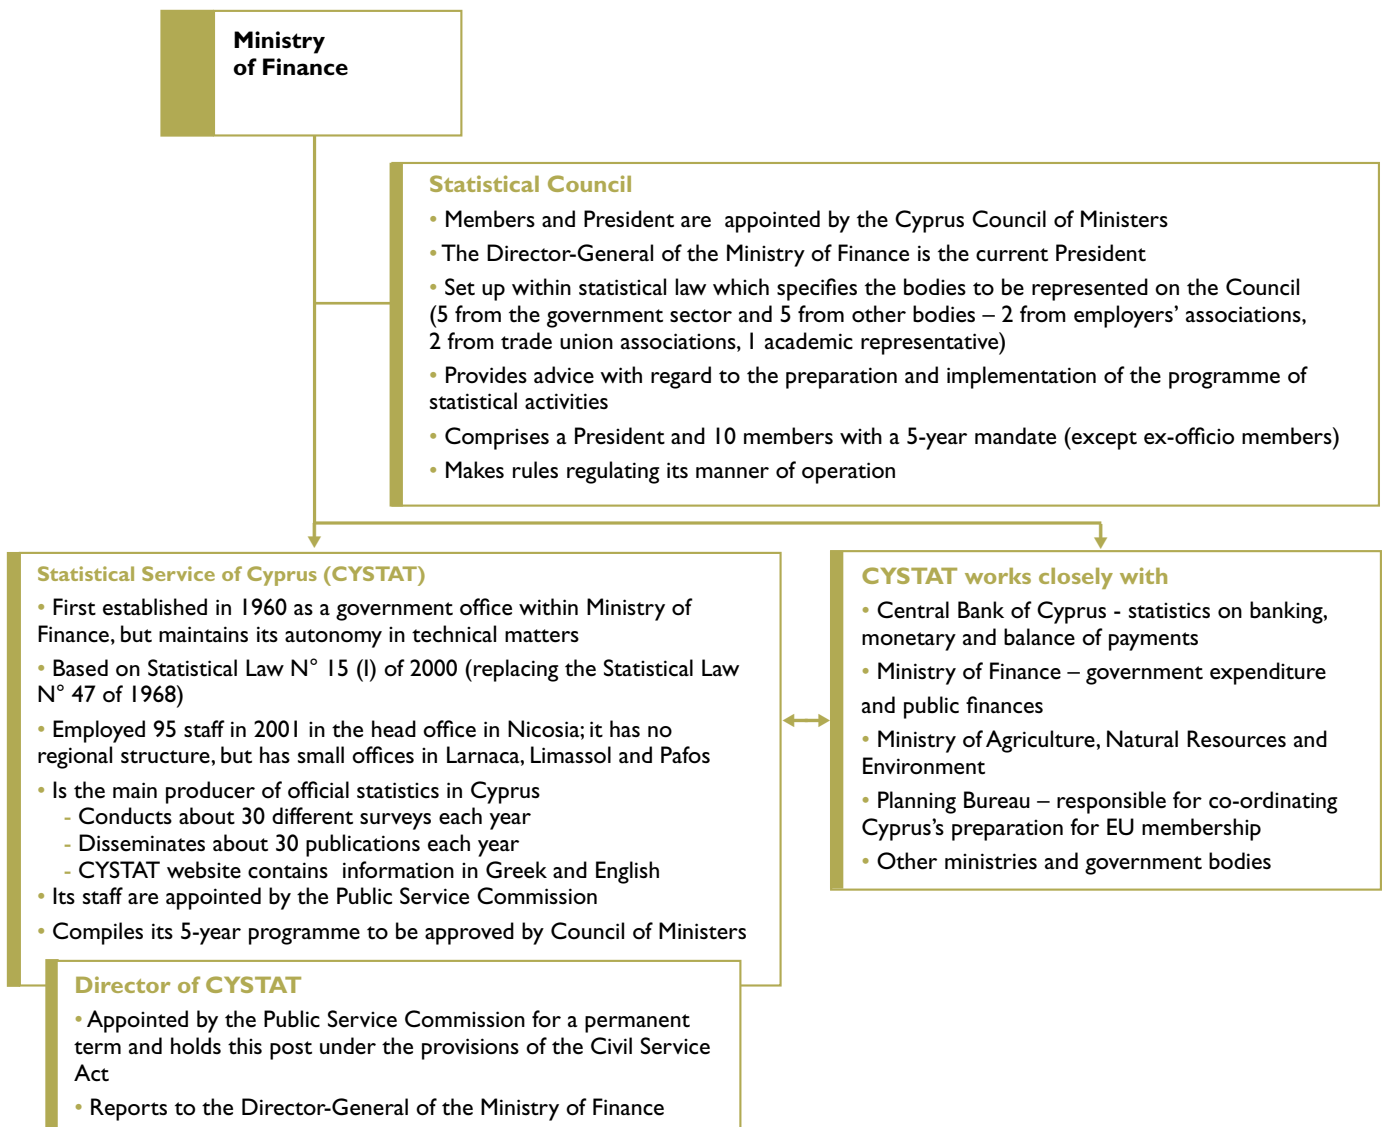 Ministry
of Finance
Statistical Council
• Members and President are appointed by the Cyprus Council of Ministers
• The Director-General of the Ministry of Finance is the current President
• Set up within statistical law which specifies the bodies to be represented on the Council
(5 from the government sector and 5 from other bodies – 2 from employers’ associations,
2 from trade union associations, 1 academic representative)
• Provides advice with regard to the preparation and implementation of the programme of
statistical activities
• Comprises a President and 10 members with a 5-year mandate (except ex-officio members)
• Makes rules regulating its manner of operation
Statistical Service of Cyprus (CYSTAT)
• First established in 1960 as a government office within Ministry of
Finance, but maintains its autonomy in technical matters
• Based on Statistical Law N° 15 (I) of 2000 (replacing the Statistical Law
N° 47 of 1968)
• Employed 95 staff in 2001 in the head office in Nicosia; it has no
regional structure, but has small offices in Larnaca, Limassol and Pafos
• Is the main producer of official statistics in Cyprus
- Conducts about 30 different surveys each year
- Disseminates about 30 publications each year
- CYSTAT website contains information in Greek and English
• Its staff are appointed by the Public Service Commission
• Compiles its 5-year programme to be approved by Council of Ministers
CYSTAT works closely with
• Central Bank of Cyprus - statistics on banking,
monetary and balance of payments
• Ministry of Finance – government expenditure
and public finances
• Ministry of Agriculture, Natural Resources and
Environment
• Planning Bureau – responsible for co-ordinating
Cyprus’s preparation for EU membership
• Other ministries and government bodies
Director of CYSTAT
• Appointed by the Public Service Commission for a permanent
term and holds this post under the provisions of the Civil Service
Act
• Reports to the Director-General of the Ministry of Finance